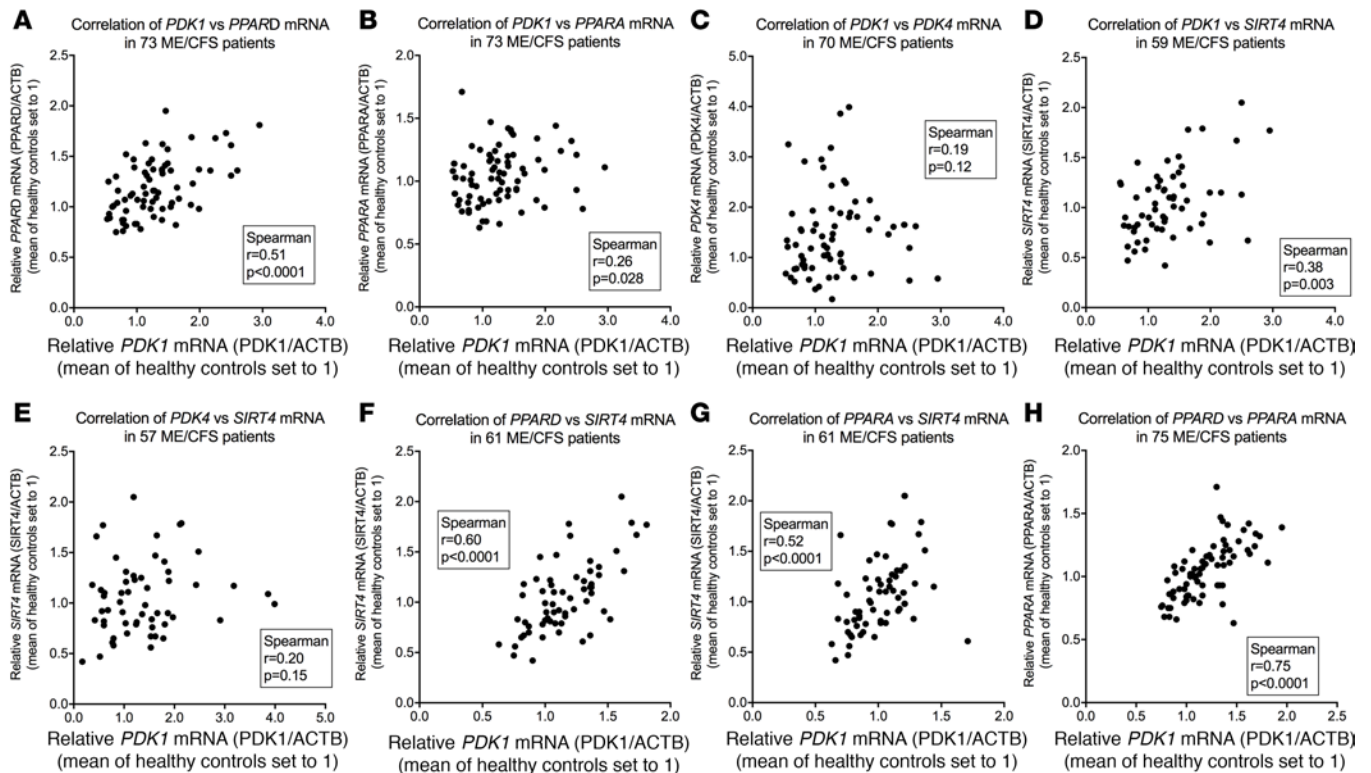 A
Correlation of PDK1 vs PPARD mRNA
in 73 ME/CFS patients
Relative PPARD mRNA (PPARD/ACTB)
(mean of healthy controls set to 1)
2.5
2.0
1.5
1.0
0.5
0.0
Spearman
r=0.51
p<0.0001
0.0 1.0 2.0 3.0 4.0
Relative PDK1 mRNA (PDK1/ACTB)
(mean of healthy controls set to 1)
B
Correlation of PDK1 vs PPARA mRNA
in 73 ME/CFS patients
Relative PPARA mRNA (PPARA/ACTB)
(mean of healthy controls set to 1)
2.0
1.5
1.0
0.5
0.0
Spearman
r=0.26
p=0.028
0.0 1.0 2.0 3.0 4.0
Relative PDK1 mRNA (PDK1/ACTB)
(mean of healthy controls set to 1)
C
Correlation of PDK1 vs PDK4 mRNA
in 70 ME/CFS patients
Relative PDK4 mRNA (PDK4/ACTB)
(mean of healthy controls set to 1)
5.0
4.0
3.0
2.0
1.0
0.0
Spearman
r=0.19
p=0.12
0.0 1.0 2.0 3.0 4.0
Relative PDK1 mRNA (PDK1/ACTB)
(mean of healthy controls set to 1)
D
Correlation of PDK1 vs SIRT4 mRNA
in 59 ME/CFS patients
Relative SIRT4 mRNA (SIRT4/ACTB)
(mean of healthy controls set to 1)
2.5
2.0
1.5
1.0
0.5
0.0
Spearman
r=0.38
p=0.003
0.0 1.0 2.0 3.0 4.0
Relative PDK1 mRNA (PDK1/ACTB)
(mean of healthy controls set to 1)
E
Correlation of PDK4 vs SIRT4 mRNA
in 57 ME/CFS patients
Relative SIRT4 mRNA (SIRT4/ACTB)
(mean of healthy controls set to 1)
2.5
2.0
1.5
1.0
0.5
0.0
Spearman
r=0.20
p=0.15
0.0 1.0 2.0 3.0 4.0 5.0
Relative PDK1 mRNA (PDK1/ACTB)
(mean of healthy controls set to 1)
F
Correlation of PPARD vs SIRT4 mRNA
in 61 ME/CFS patients
Relative SIRT4 mRNA (SIRT4/ACTB)
(mean of healthy controls set to 1)
2.5
2.0
1.5
1.0
0.5
0.0
Spearman
r=0.60
p<0.0001
0.0 0.5 1.0 1.5 2.0
Relative PDK1 mRNA (PDK1/ACTB)
(mean of healthy controls set to 1)
G
Correlation of PPARA vs SIRT4 mRNA
in 61 ME/CFS patients
Relative SIRT4 mRNA (SIRT4/ACTB)
(mean of healthy controls set to 1)
2.5
2.0
1.5
1.0
0.5
0.0
Spearman
r=0.52
p<0.0001
0.0 0.5 1.0 1.5 2.0
Relative PDK1 mRNA (PDK1/ACTB)
(mean of healthy controls set to 1)
H
Correlation of PPARD vs PPARA mRNA
in 75 ME/CFS patients
Relative PPARA mRNA (PPARA/ACTB)
(mean of healthy controls set to 1)
2.0
1.5
1.0
0.5
0.0
Spearman
r=0.75
p<0.0001
0.0 0.5 1.0 1.5 2.0 2.5
Relative PDK1 mRNA (PDK1/ACTB)
(mean of healthy controls set to 1)